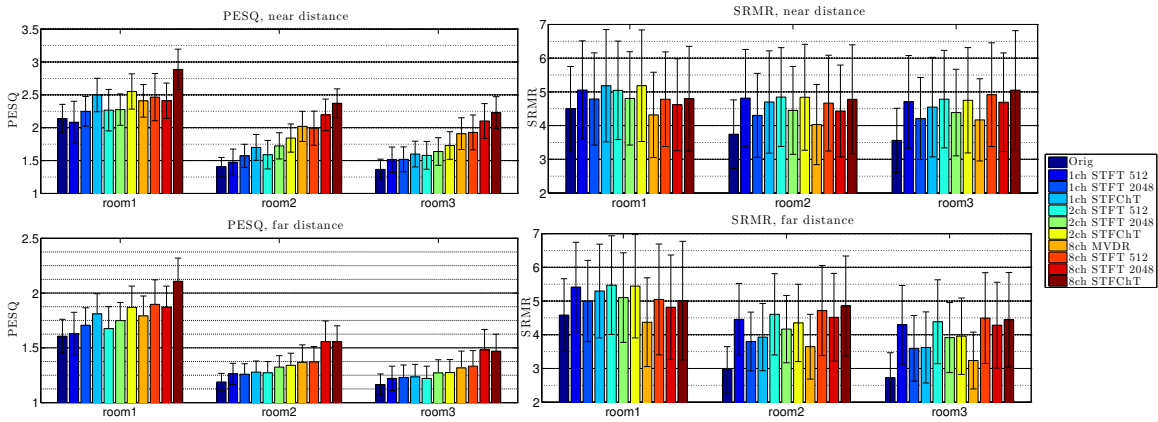 PESQ, near distance
3.5
3
2.5
2
1.5
1
PESQ
room1 room2 room3
SRMR, near distance
7
6
5
4
3
2
SRMR
room1 room2 room3
PESQ, far distance
2.5
2
1.5
1
PESQ
room1 room2 room3
SRMR, far distance
7
6
5
4
3
2
SRMR
room1 room2 room3
Orig
1ch STFT 512
1ch STFT 2048
1ch STFChT
2ch STFT 512
2ch STFT 2048
2ch STFChT
8ch MVDR
8ch STFT 512
8ch STFT 2048
8ch STFChT